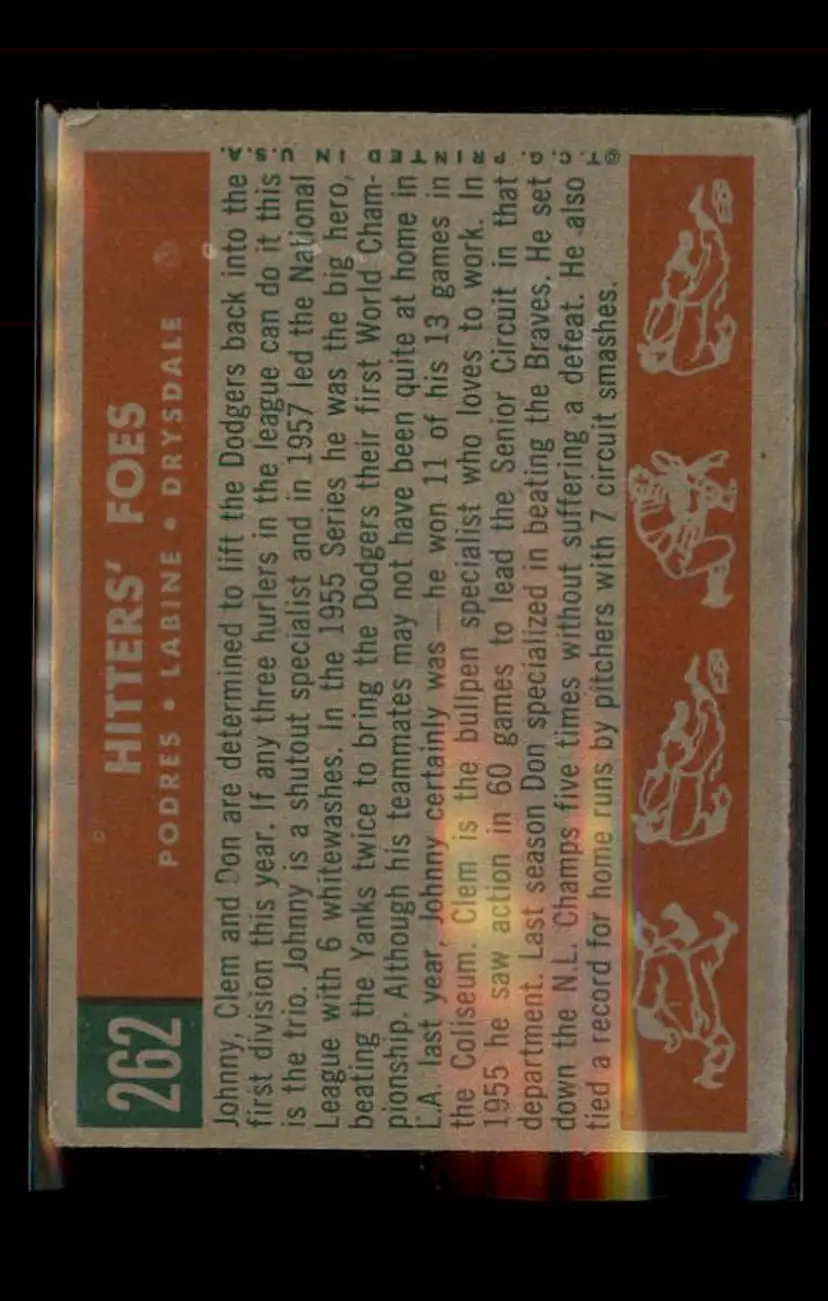 262
HITTERS' FOES
PODRES • LABINE • DRYSDALE
Johnny, Clem and Don are determined to lift the Dodgers back into the
first division this year. If any three hurlers in the league can do it this
is the trio. Johnny is a shutout specialist and in 1957 led the National
League with 6 whitewashes. In the 1955 Series he was the big hero,
beating the Yanks twice to bring the Dodgers their first World Cham-
pionship. Although his teammates may not have been quite at home in
L.A. last year, Johnny certainly was — he won 11 of his 13 games in
the Coliseum. Clem is the bullpen specialist who loves to work. In
1955 he saw action in 60 games to lead the Senior Circuit in that
department. Last season Don specialized in beating the Braves. He set
down the N.L. Champs five times without suffering a defeat. He also
tied a record for home runs by pitchers with 7 circuit smashes.
©T. C. G. PRINTED IN U.S.A.